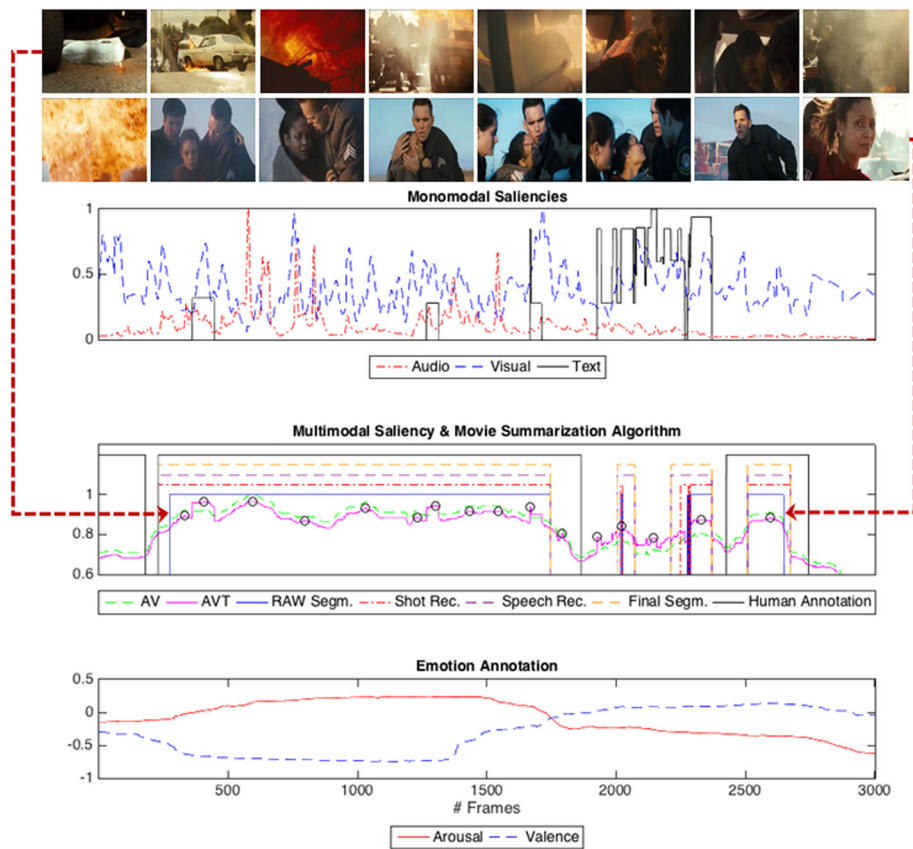 Monomodal Saliencies
1
0.5
0
Audio Visual Text
Multimodal Saliency & Movie Summarization Algorithm
1
0.8
0.6
AV AVT RAW Segm. Shot Rec. Speech Rec. Final Segm. Human Annotation
Emotion Annotation
0.5
0
-0.5
-1
500 1000 1500 2000 2500 3000
# Frames
Arousal Valence